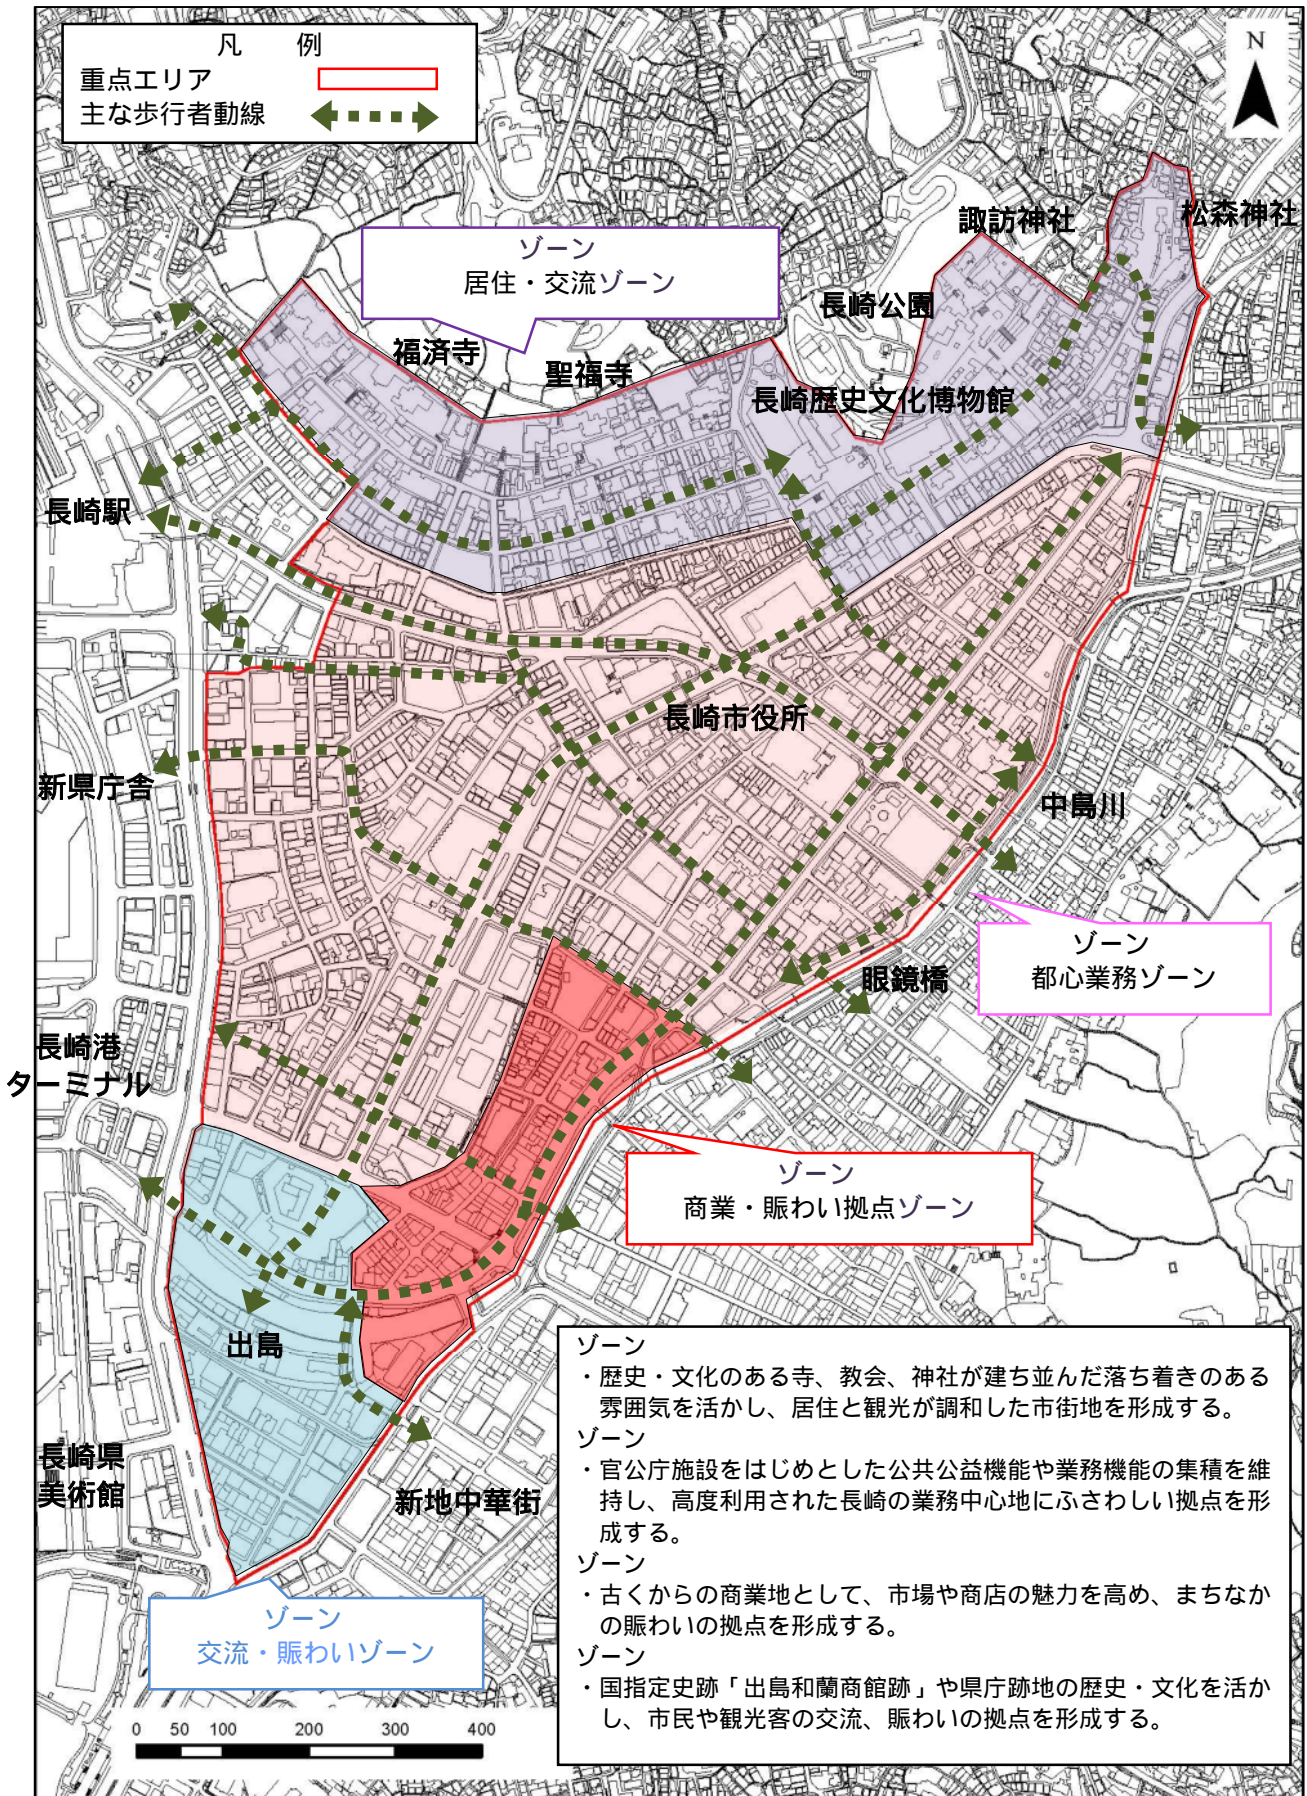 凡 例
重点エリア
主な歩行者動線
N
諏訪神社
松森神社
ゾーン
居住・交流ゾーン
長崎公園
福済寺
聖福寺
長崎歴史文化博物館
長崎駅
長崎市役所
新県庁舎
中島川
ゾーン
都心業務ゾーン
眼鏡橋
長崎港
ターミナル
ゾーン
商業・賑わい拠点ゾーン
出島
長崎県
美術館
新地中華街
ゾーン
交流・賑わいゾーン
ゾーン
・歴史・文化のある寺、教会、神社が建ち並んだ落ち着きのある
雰囲気を活かし、居住と観光が調和した市街地を形成する。
ゾーン
・官公庁施設をはじめとした公共公益機能や業務機能の集積を維
持し、高度利用された長崎の業務中心地にふさわしい拠点を形
成する。
ゾーン
・古くからの商業地として、市場や商店の魅力を高め、まちなか
の賑わいの拠点を形成する。
ゾーン
・国指定史跡「出島和蘭商館跡」や県庁跡地の歴史・文化を活か
し、市民や観光客の交流、賑わいの拠点を形成する。
0 50 100 200 300 400